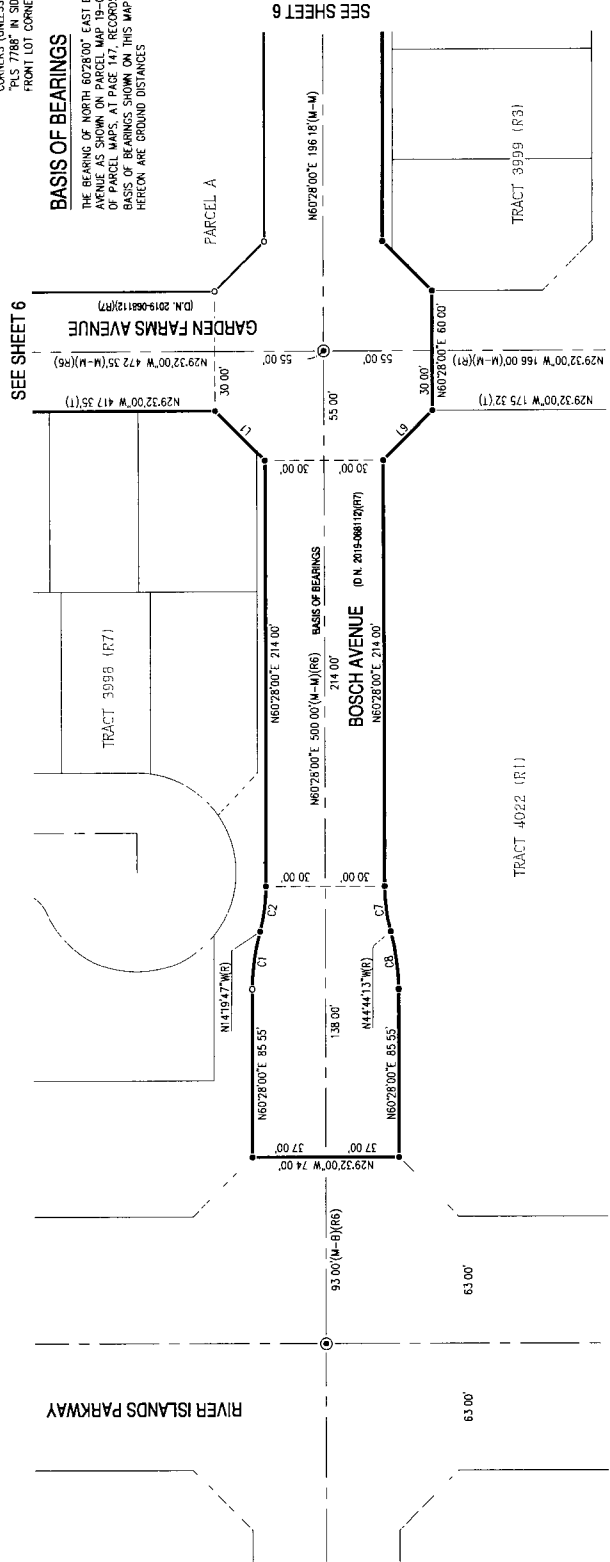 CORNERS (UNLESS
"PLS 7788" IN SID
FRONT LOT CORNE
BASIS OF BEARINGS
THE BEARING OF NORTH 60°28'00" EAST
AVENUE AS SHOWN ON PARCEL MAP 19-
OF PARCEL MAPS, AT PAGE 147, RECORDS
BASIS OF BEARINGS SHOWN ON THIS MAP
HEREON ARE GROUND DISTANCES
SEE SHEET 6
SEE SHEET 6
PARCEL A
GARDEN FARMS AVENUE
(D.N. 2019-068112)(R7)
N29°32'00"W 472.35'(M-M)(R6)
N29°32'00"W 417.35'(T)
30.00'
L1
55.00'
55.00'
55.00'
N60°28'00"E 196.18'(M-M)
TRACT 3999 (R3)
30.00'
N60°28'00"E 60.00'
N29°32'00"W 166.00'(M-M)(R1)
N29°32'00"W 175.32'(T)
L9
30.00'
30.00'
TRACT 3998 (R7)
N60°28'00"E 214.00'
N60°28'00"E 500.00'(M-M)(R6)
BASIS OF BEARINGS
214.00'
BOSCH AVENUE
(D.N. 2019-068112)(R7)
N60°28'00"E 214.00'
TRACT 4022 (R1)
30.00'
30.00'
C2
C7
C1
C8
N14°19'47"W(R)
N44°44'13"W(R)
138.00'
N60°28'00"E 85.55'
N60°28'00"E 85.55'
37.00'
37.00'
N29°32'00"W 74.00'
93.00'(M-B)(R6)
63.00'
63.00'
RIVER ISLANDS PARKWAY